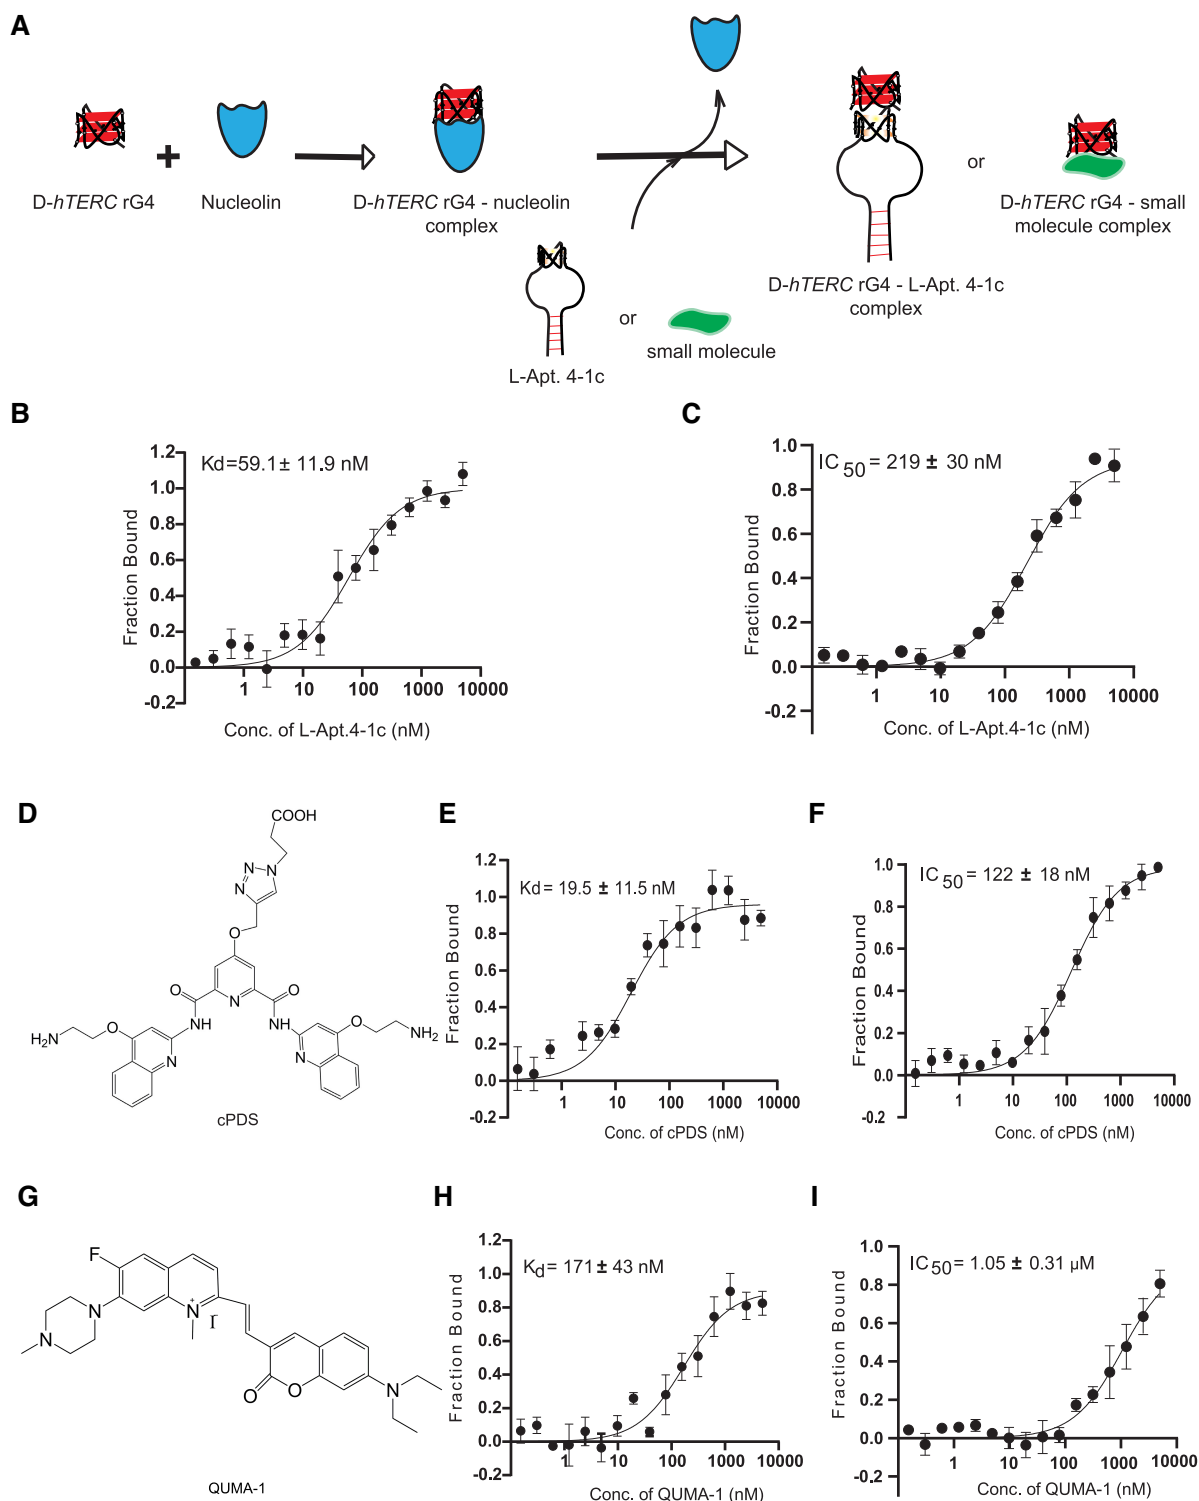 A
D-hTERC rG4
Nucleolin
D-hTERC rG4 - nucleolin
complex
L-Apt. 4-1c
or
small molecule
D-hTERC rG4 - L-Apt. 4-1c
complex
or
D-hTERC rG4 - small
molecule complex
B
Kd=59.1± 11.9 nM
Fraction Bound
1.2
1.0
0.8
0.6
0.4
0.2
0.0
-0.2
1 10 100 1000 10000
Conc. of L-Apt.4-1c (nM)
C
IC50 = 219 ± 30 nM
Fraction Bound
1.0
0.8
0.6
0.4
0.2
0.0
-0.2
1 10 100 1000 10000
Conc. of L-Apt.4-1c (nM)
D
COOH
N
N
N
O
O
N
O
H2N
O
NH
HN
O
NH2
N
N
cPDS
E
Kd= 19.5 ± 11.5 nM
Fraction Bound
1.2
1.0
0.8
0.6
0.4
0.2
0.0
-0.2
1 10 100 1000 10000
Conc. of cPDS (nM)
F
IC50 = 122 ± 18 nM
Fraction Bound
1.0
0.8
0.6
0.4
0.2
0.0
-0.2
1 10 100 1000 10000
Conc. of cPDS (nM)
G
F
N
N
N+
I-
O
O
N
QUMA-1
H
Kd = 171 ± 43 nM
Fraction Bound
1.2
1.0
0.8
0.6
0.4
0.2
0.0
-0.2
1 10 100 1000 10000
Conc. of QUMA-1 (nM)
I
IC50 = 1.05 ± 0.31 µM
Fraction Bound
1.0
0.8
0.6
0.4
0.2
0.0
-0.2
1 10 100 1000 10000
Conc. of QUMA-1 (nM)